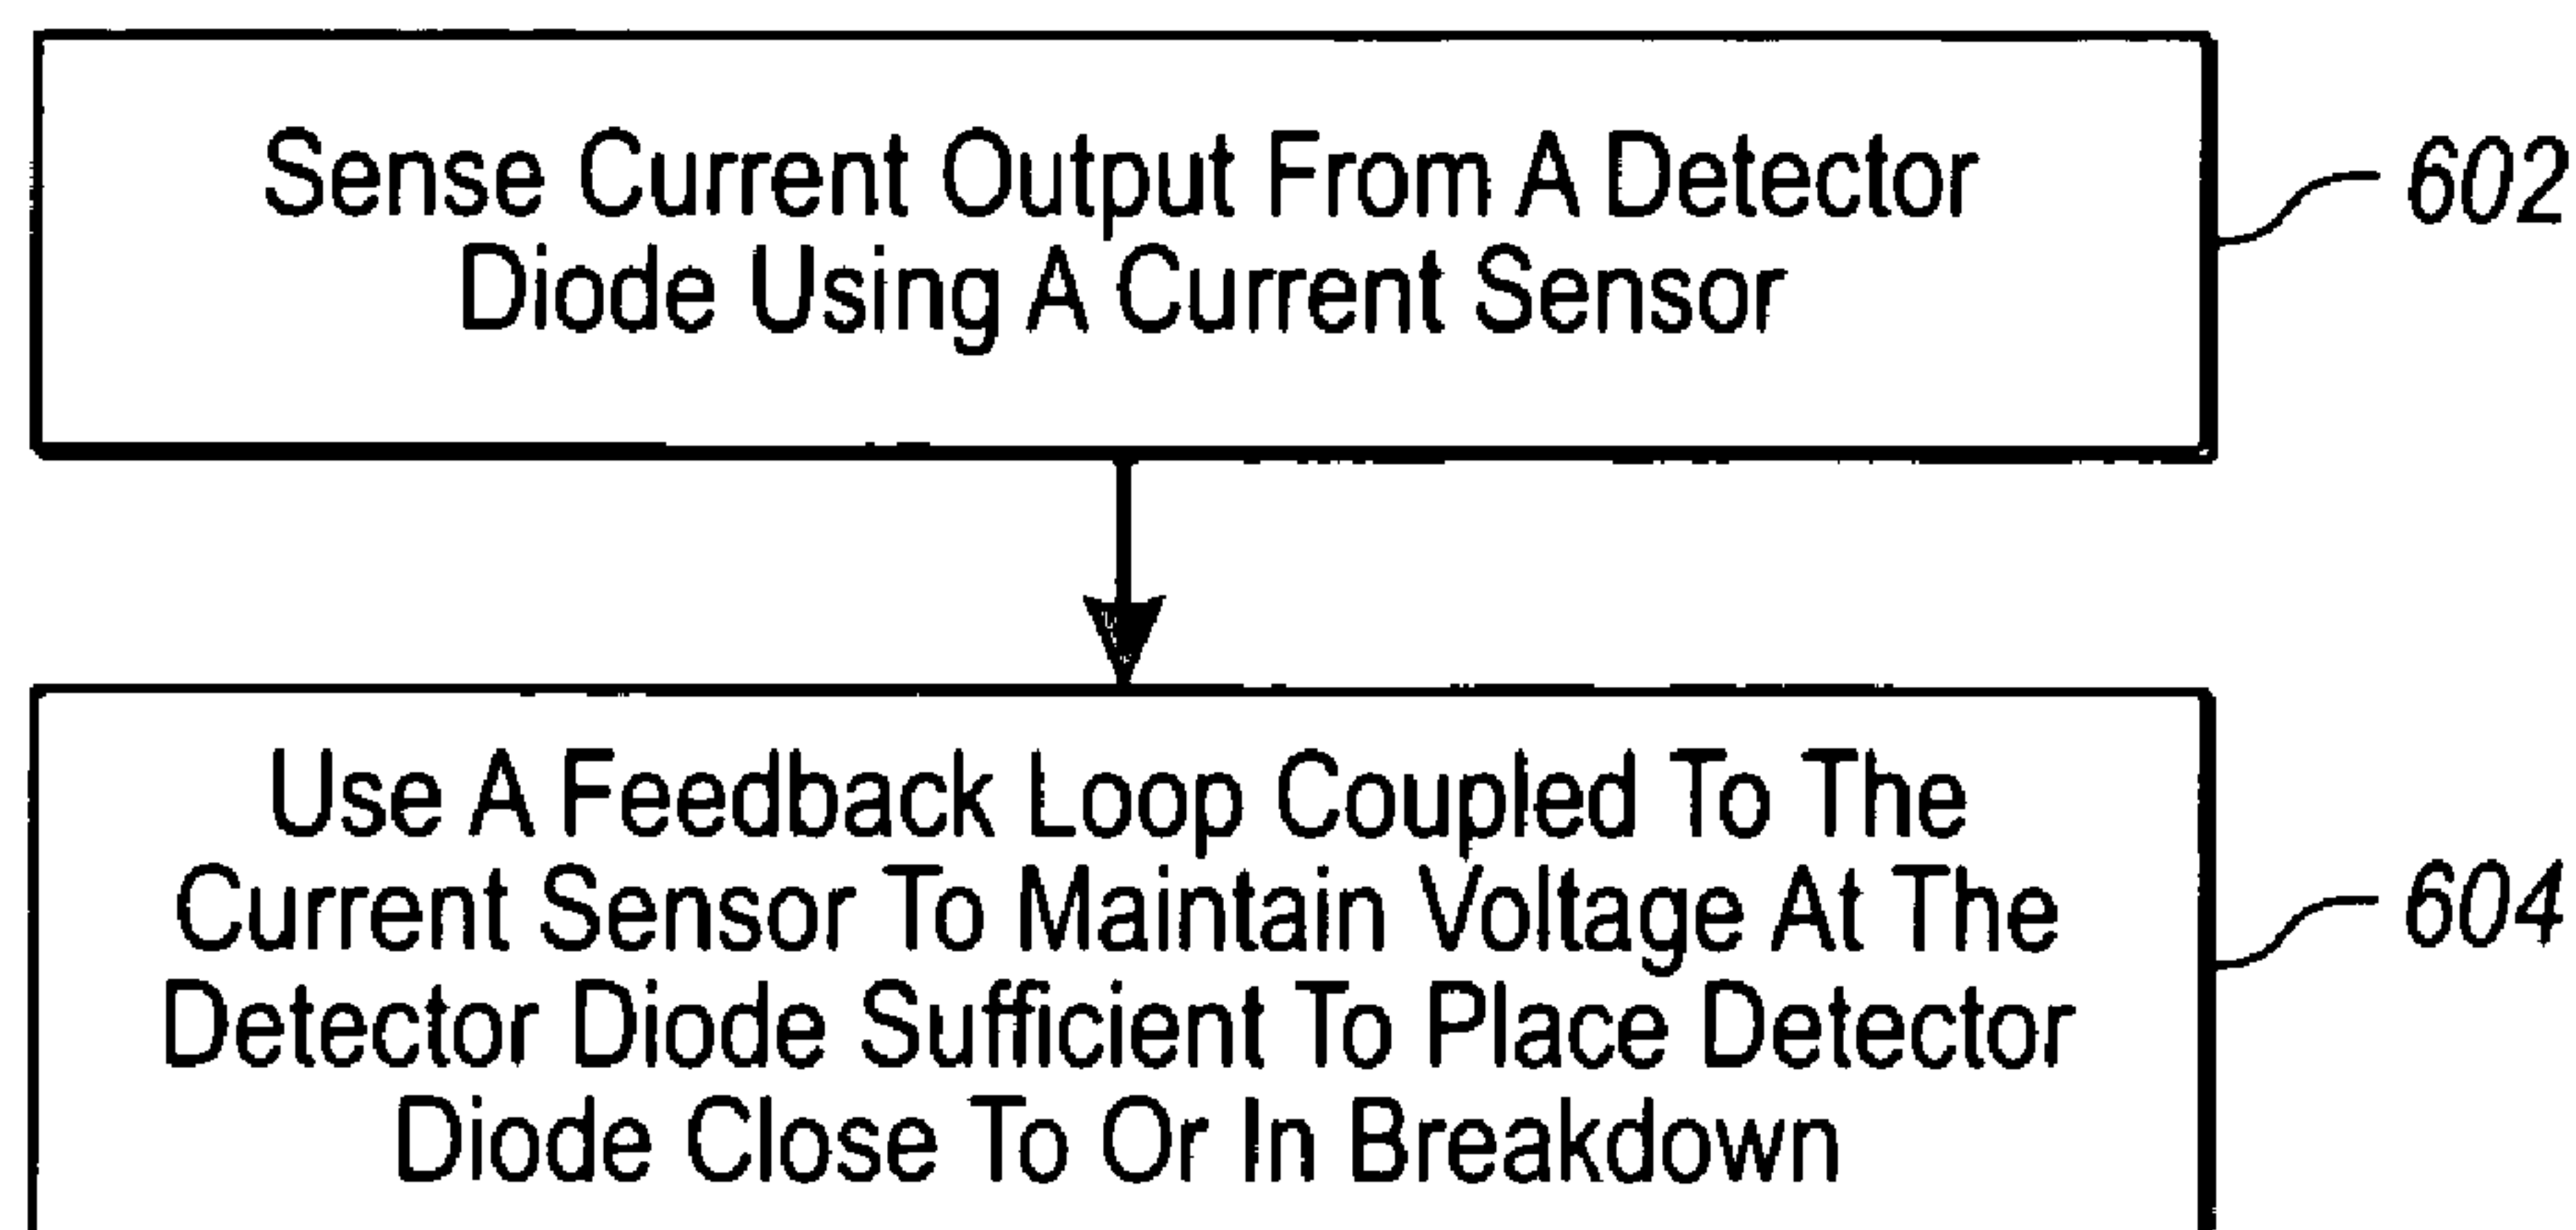 Sense Current Output From A Detector
Diode Using A Current Sensor
602
Use A Feedback Loop Coupled To The
Current Sensor To Maintain Voltage At The
Detector Diode Sufficient To Place Detector
Diode Close To Or In Breakdown
604